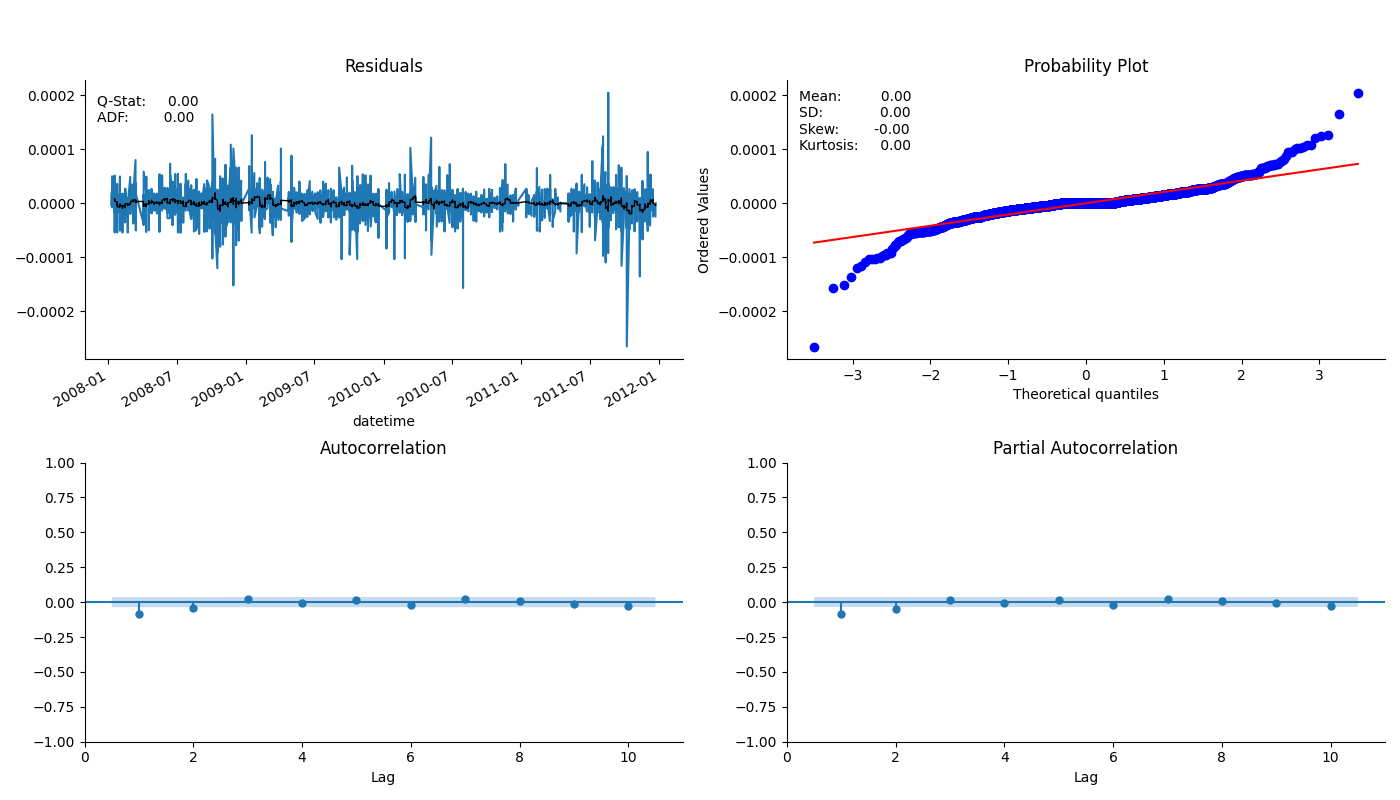 Residuals
Q-Stat: 0.00
ADF: 0.00
0.0002
0.0001
0.0000
−0.0001
−0.0002
2008-01 2008-07 2009-01 2009-07 2010-01 2010-07 2011-01 2011-07 2012-01
datetime
Probability Plot
Mean: 0.00
SD: 0.00
Skew: -0.00
Kurtosis: 0.00
Ordered Values
0.0002
0.0001
0.0000
−0.0001
−0.0002
−3 −2 −1 0 1 2 3
Theoretical quantiles
Autocorrelation
1.00
0.75
0.50
0.25
0.00
−0.25
−0.50
−0.75
−1.00
0 2 4 6 8 10
Lag
Partial Autocorrelation
1.00
0.75
0.50
0.25
0.00
−0.25
−0.50
−0.75
−1.00
0 2 4 6 8 10
Lag